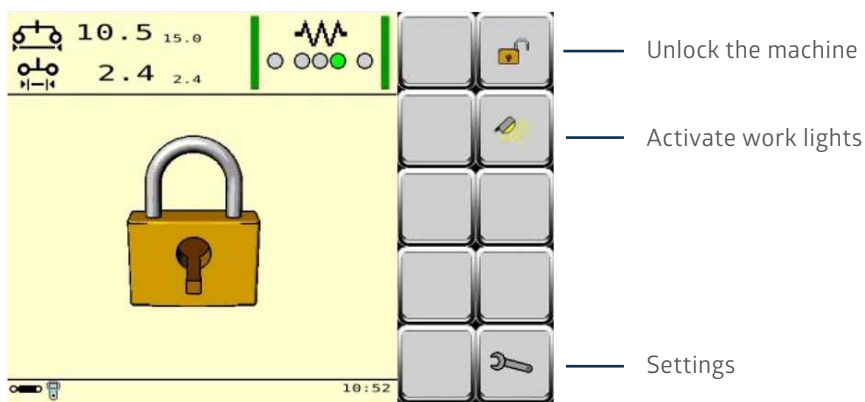 10.5 15.0
2.4 2.4
Unlock the machine
Activate work lights
Settings
10:52